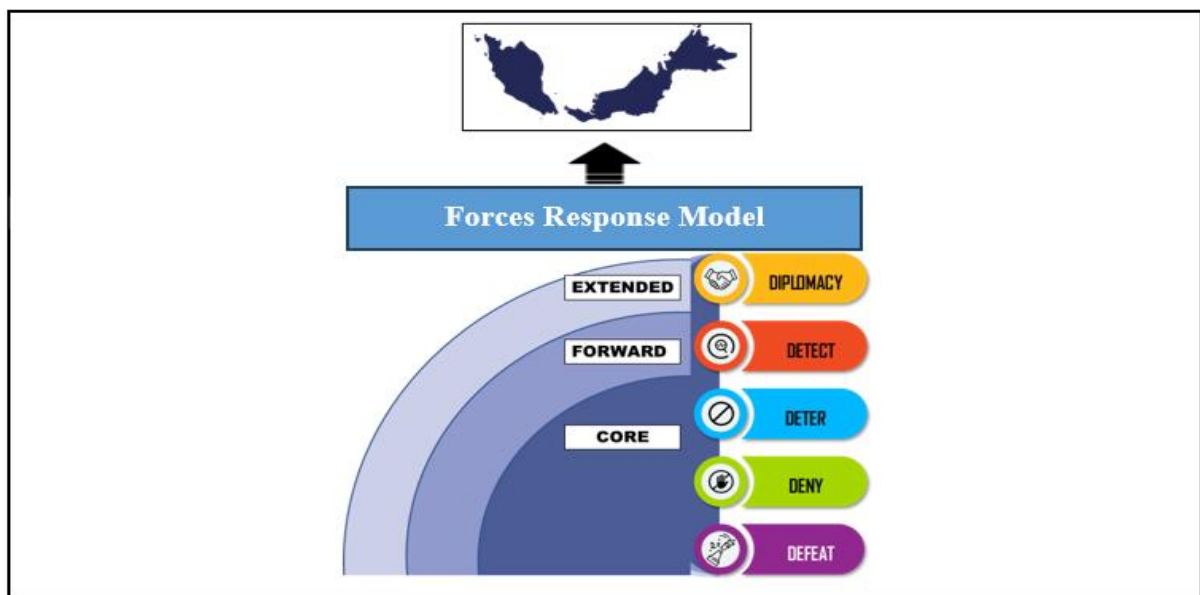 Forces Response Model
EXTENDED
DIPLOMACY
FORWARD
DETECT
DETER
CORE
DENY
DEFEAT